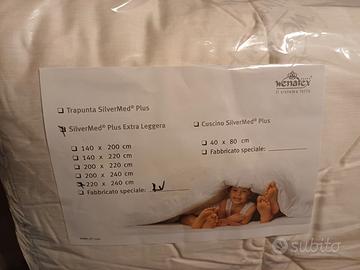 wenatex
il sistema letto
Trapunta SilverMed® Plus
SilverMed® Plus Extra Leggera
140 x 200 cm
140 x 220 cm
200 x 220 cm
200 x 240 cm
220 x 240 cm
Fabbricato speciale:
Cuscino SilverMed® Plus
40 x 80 cm
Fabbricato speciale:
subito